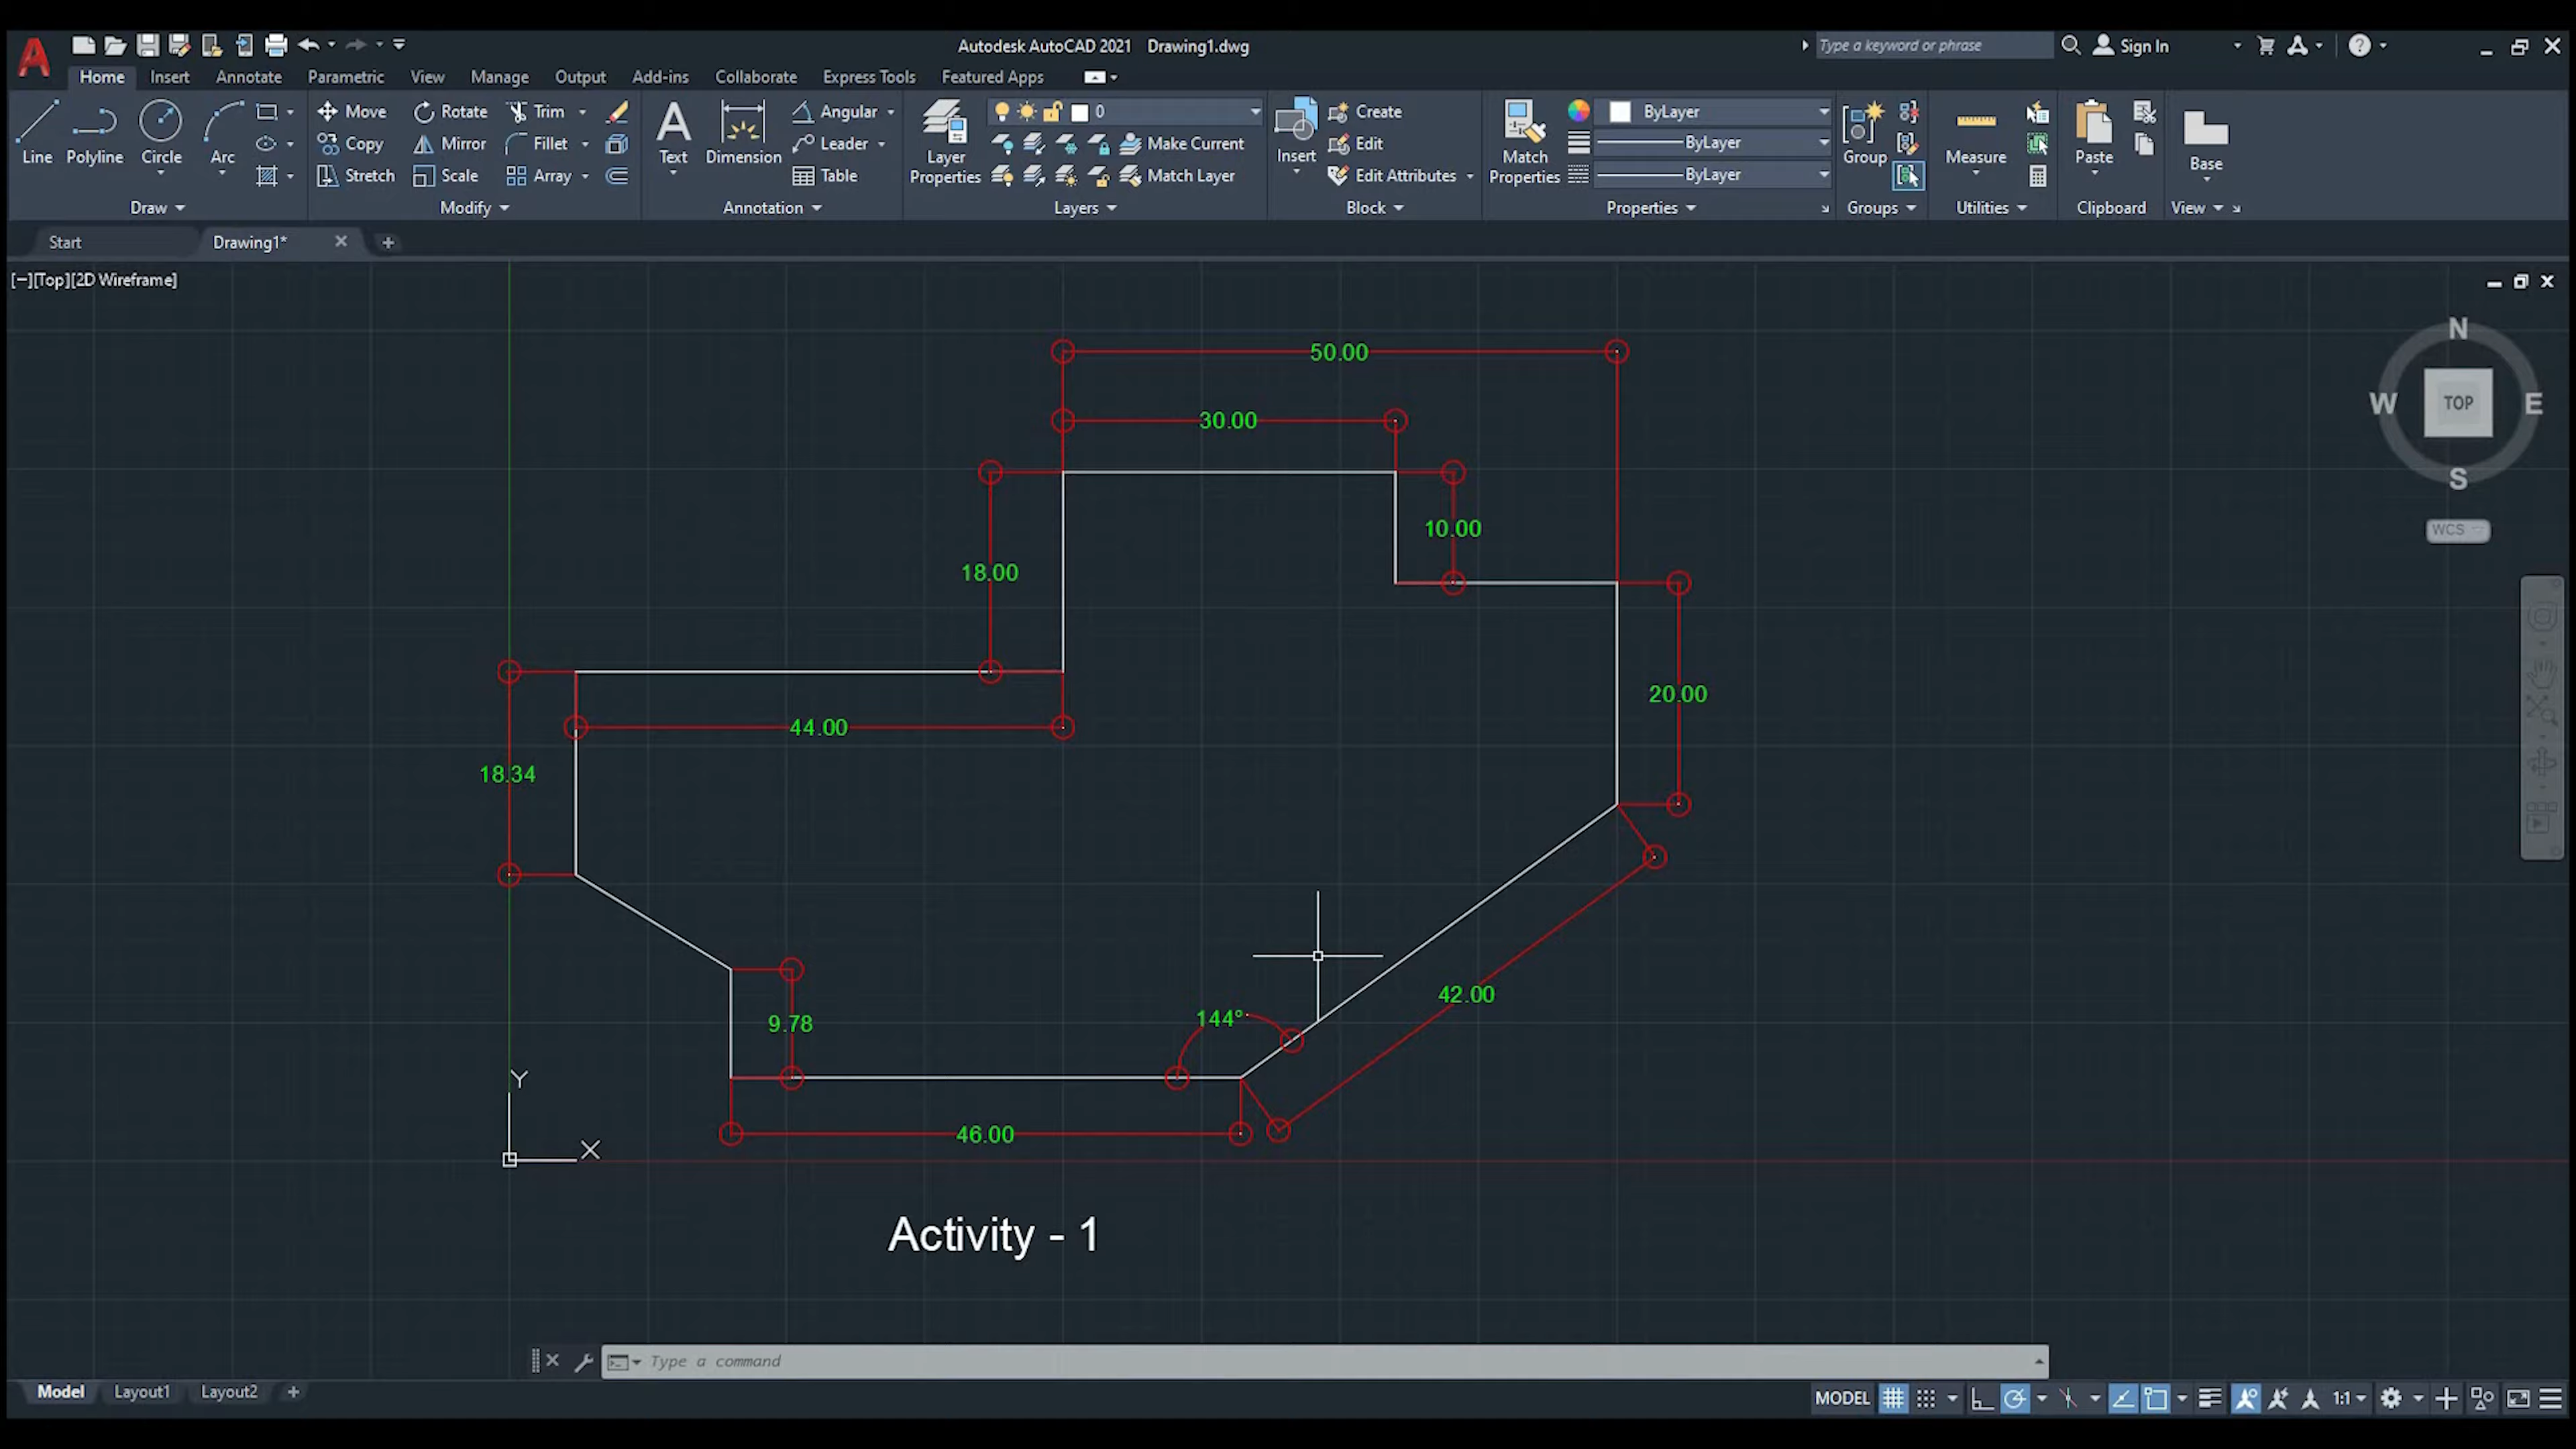 Autodesk AutoCAD 2021 Drawing1.dwg
Type a keyword or phrase
Sign In
Home Insert Annotate Parametric View Manage Output Add-ins Collaborate Express Tools Featured Apps
Line Polyline Circle Arc
Move Rotate Trim
Copy Mirror Fillet
Stretch Scale Array
Text Dimension
Angular
Leader
Table
Layer Properties
0
Make Current
Match Layer
Insert
Create
Edit
Edit Attributes
Match Properties
ByLayer
ByLayer
ByLayer
Group
Measure
Paste
Base
Draw Modify Annotation Layers Block Properties Groups Utilities Clipboard View
Start Drawing1*
[−][Top][2D Wireframe]
N
W TOP E
S
WCS
50.00
30.00
10.00
18.00
20.00
44.00
18.34
42.00
144°
9.78
46.00
Y
X
Activity - 1
Type a command
Model Layout1 Layout2
MODEL
1:1